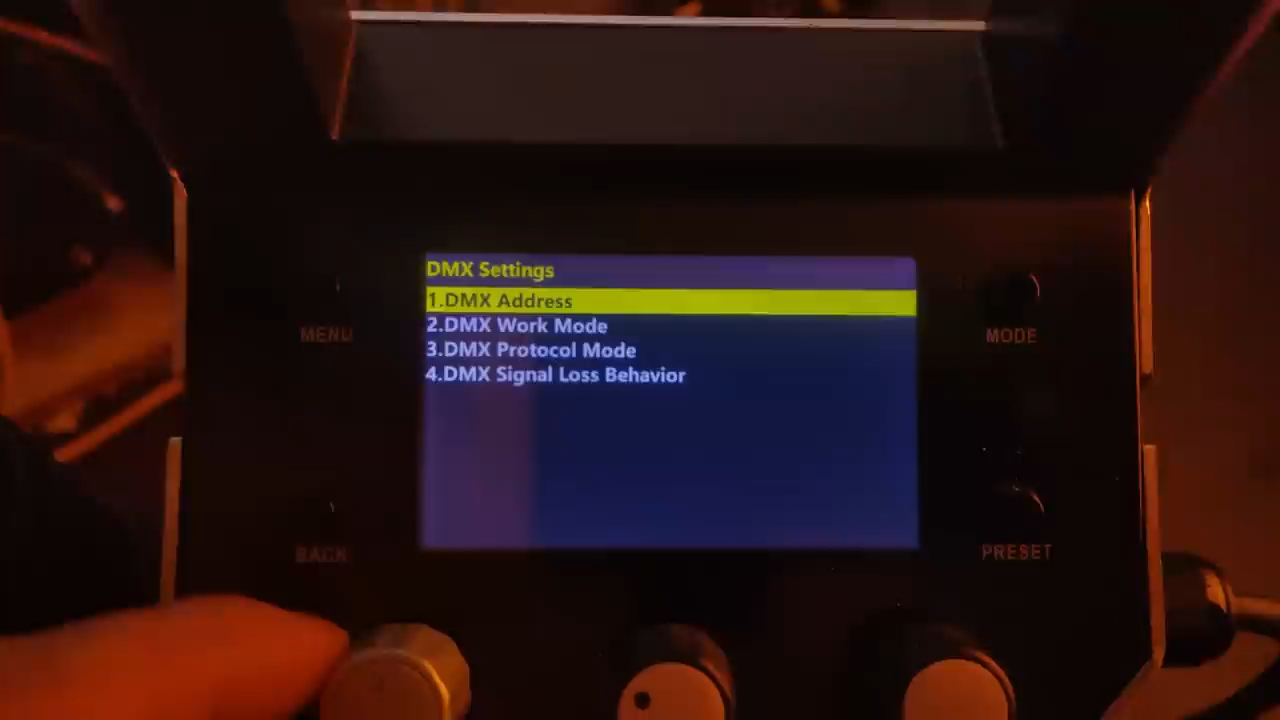 DMX Settings
1.DMX Address
2.DMX Work Mode
3.DMX Protocol Mode
4.DMX Signal Loss Behavior
MENU
MODE
BACK
PRESET